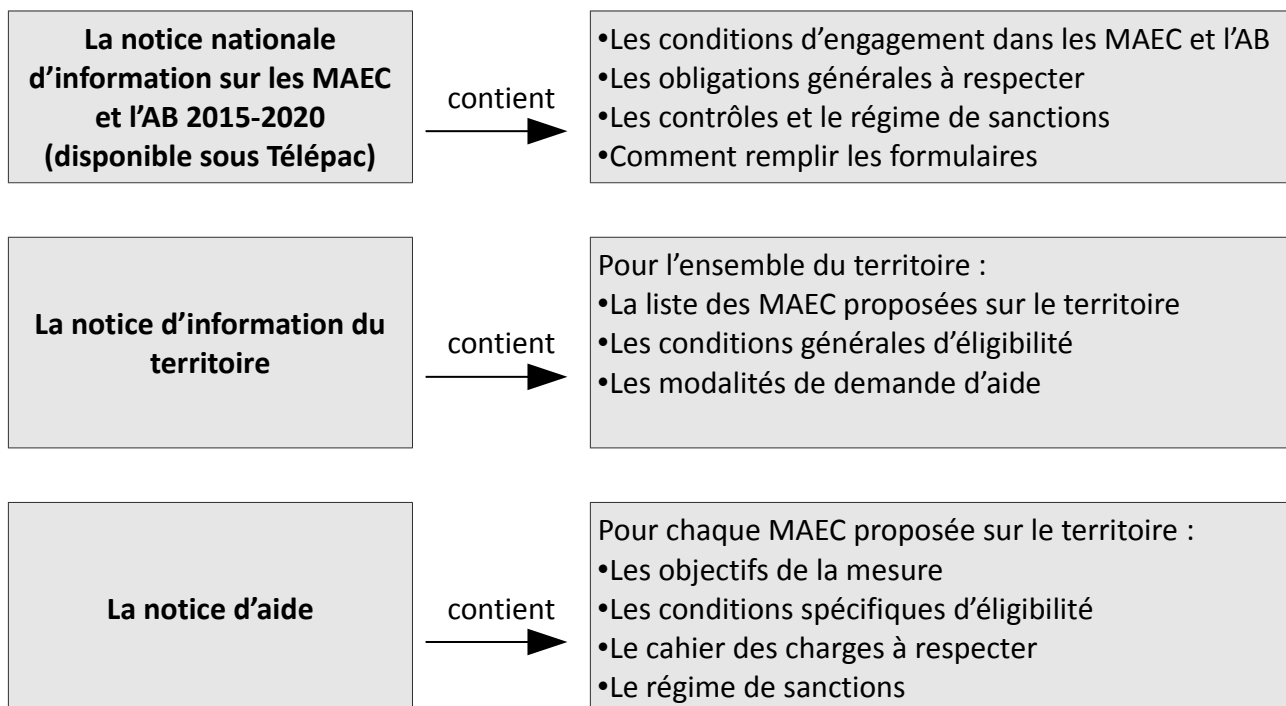 La notice nationale
d’information sur les MAEC
et l’AB 2015-2020
(disponible sous Télépac)
contient
•Les conditions d’engagement dans les MAEC et l’AB
•Les obligations générales à respecter
•Les contrôles et le régime de sanctions
•Comment remplir les formulaires
La notice d’information du
territoire
contient
Pour l’ensemble du territoire :
•La liste des MAEC proposées sur le territoire
•Les conditions générales d’éligibilité
•Les modalités de demande d’aide
La notice d’aide
contient
Pour chaque MAEC proposée sur le territoire :
•Les objectifs de la mesure
•Les conditions spécifiques d’éligibilité
•Le cahier des charges à respecter
•Le régime de sanctions